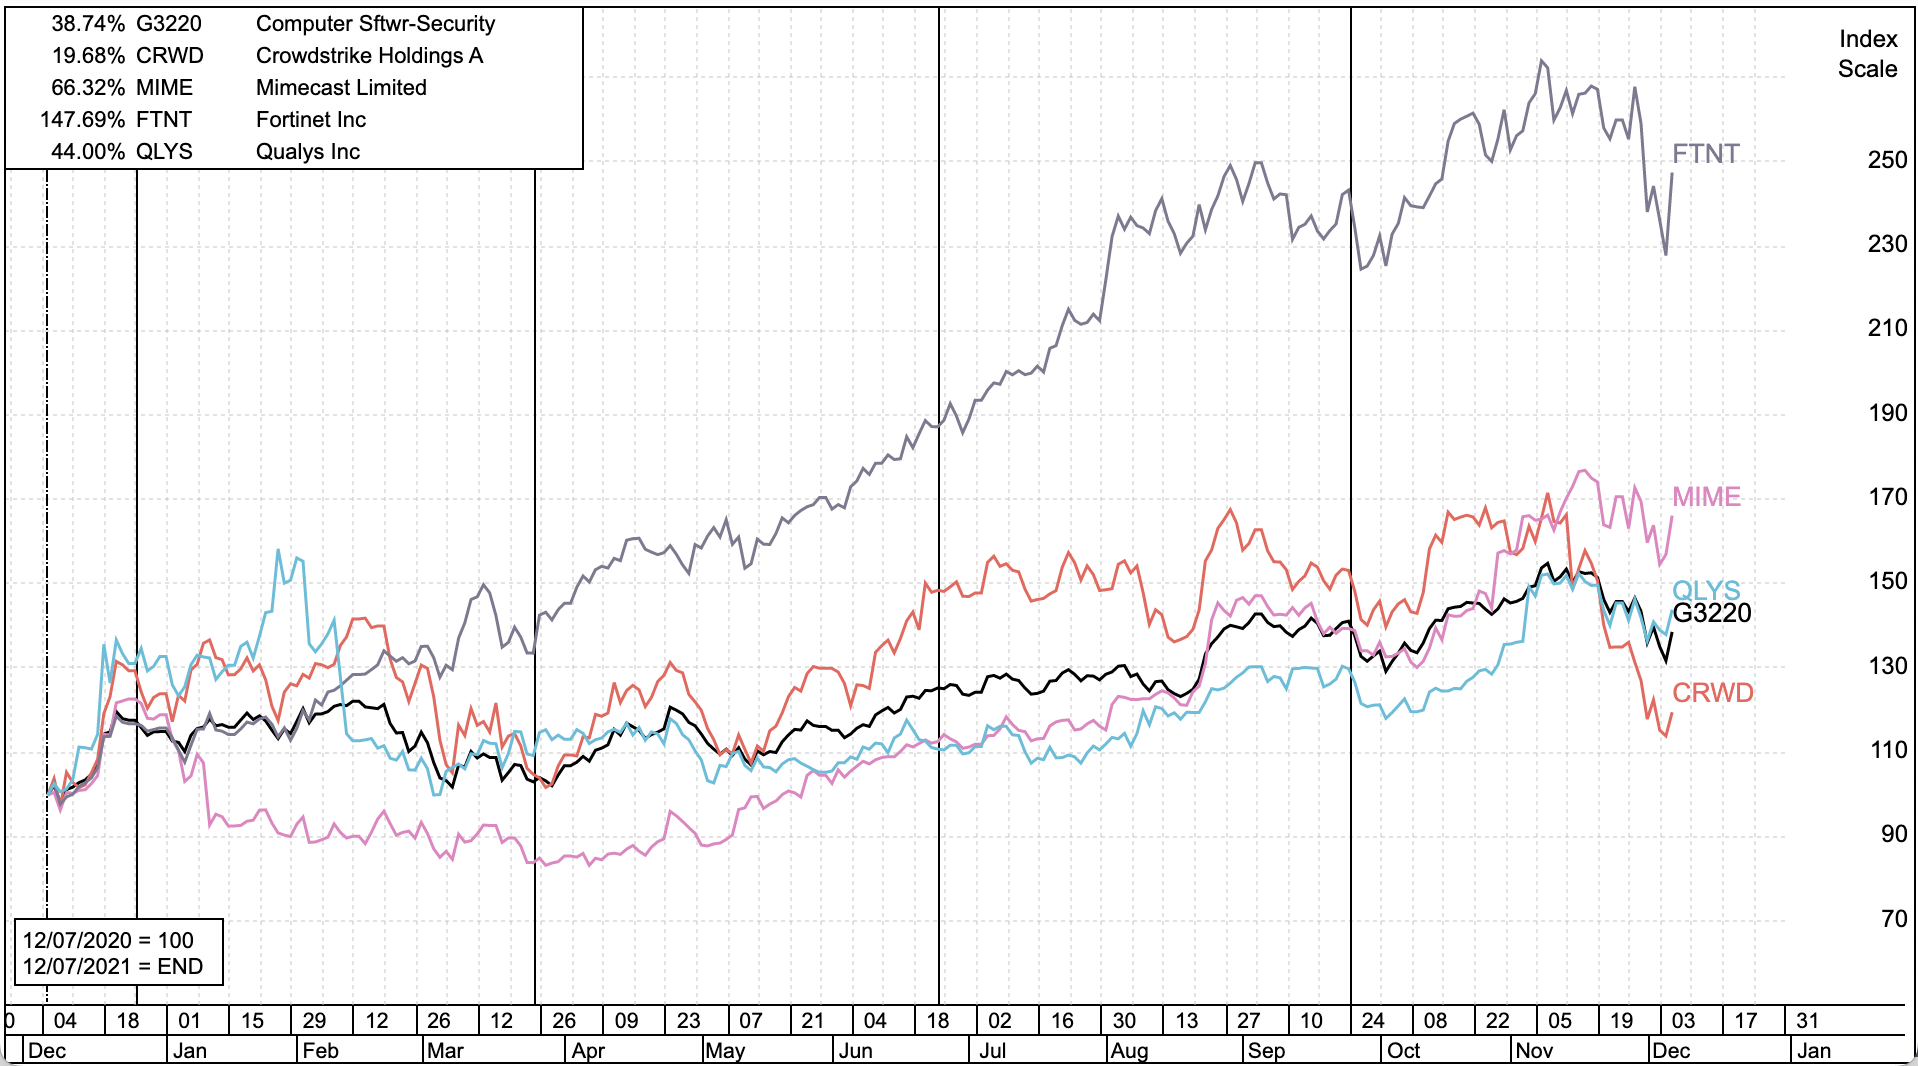 38.74% G3220 Computer Sftwr-Security
19.68% CRWD Crowdstrike Holdings A
66.32% MIME Mimecast Limited
147.69% FTNT Fortinet Inc
44.00% QLYS Qualys Inc
Index
Scale
FTNT
250
230
210
190
MIME
170
150
QLYS
G3220
130
CRWD
110
90
70
12/07/2020 = 100
12/07/2021 = END
0 04 18 01 15 29 12 26 12 26 09 23 07 21 04 18 02 16 30 13 27 10 24 08 22 05 19 03 17 31
Dec Jan Feb Mar Apr May Jun Jul Aug Sep Oct Nov Dec Jan